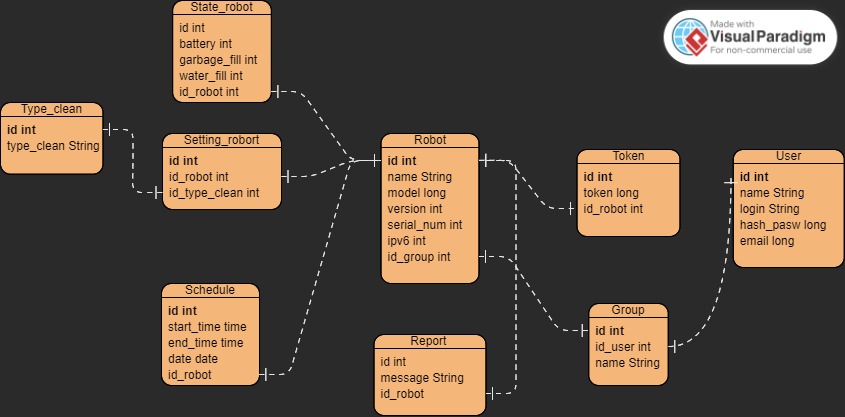 State_robot
id int
battery int
garbage_fill int
water_fill int
id_robot int
Made with
VisualParadigm
For non-commercial use
Type_clean
id int
type_clean String
Setting_robort
id int
id_robot int
id_type_clean int
Robot
id int
name String
model long
version int
serial_num int
ipv6 int
id_group int
Token
id int
token long
id_robot int
User
id int
name String
login String
hash_pasw long
email long
Schedule
id int
start_time time
end_time time
date date
id_robot
Report
id int
message String
id_robot
Group
id int
id_user int
name String